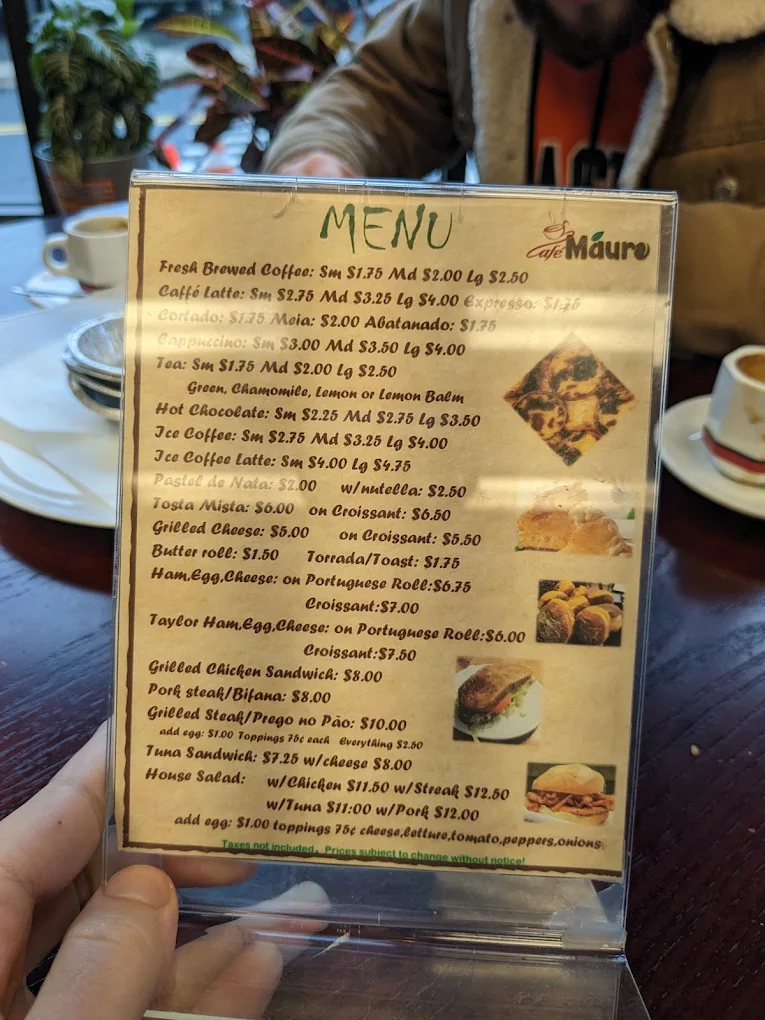 MENU
Café Mauro
Fresh Brewed Coffee: Sm $1.75 Md $2.00 Lg $2.50
Caffé Latte: Sm $2.75 Md $3.25 Lg $4.00 Expresso: $1.75
Cortado: $1.75 Meia: $2.00 Abatanado: $1.75
Cappuccino: Sm $3.00 Md $3.50 Lg $4.00
Tea: Sm $1.75 Md $2.00 Lg $2.50
Green, Chamomile, Lemon or Lemon Balm
Hot Chocolate: Sm $2.25 Md $2.75 Lg $3.50
Ice Coffee: Sm $2.75 Md $3.25 Lg $4.00
Ice Coffee Latte: Sm $4.00 Lg $4.75
Pastel de Nata: $2.00 w/nutella: $2.50
Tosta Mista: $6.00 on Croissant: $6.50
Grilled Cheese: $5.00 on Croissant: $5.50
Butter roll: $1.50 Torrada/Toast: $1.75
Ham,Egg,Cheese: on Portuguese Roll:$6.75
Croissant:$7.00
Taylor Ham,Egg,Cheese: on Portuguese Roll:$6.00
Croissant:$7.50
Grilled Chicken Sandwich: $8.00
Pork steak/Bifana: $8.00
Grilled Steak/Prego no Pão: $10.00
add egg: $1.00 Toppings 75¢ each Everything $2.50
Tuna Sandwich: $7.25 w/cheese $8.00
House Salad: w/Chicken $11.50 w/Streak $12.50
w/Tuna $11:00 w/Pork $12.00
add egg: $1.00 toppings 75¢ cheese,letture,tomato,peppers,onions.
Taxes not included. Prices subject to change without notice!